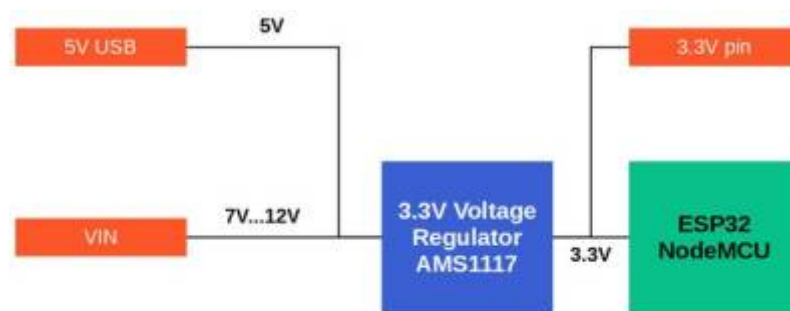 5V USB
5V
3.3V pin
VIN
7V...12V
3.3V Voltage
Regulator
AMS1117
3.3V
ESP32
NodeMCU